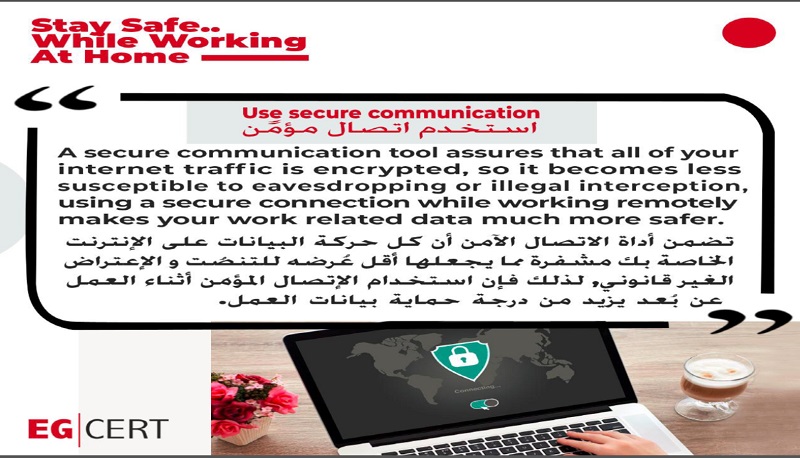 Stay Safe..
While Working
At Home
Use secure communication
استخدم اتصال مؤمَّن
A secure communication tool assures that all of your
internet traffic is encrypted, so it becomes less
susceptible to eavesdropping or illegal interception,
using a secure connection while working remotely
makes your work related data much more safer.
تضمن أداة الاتصال الآمن أن كل حركة البيانات على الإنترنت
الخاصة بك مشفرة مما يجعلها أقل عُرضه للتنصُت و الإعتراض
الغير قانوني, لذلك فإن استخدام الإتصال المؤمن أثناء العمل
عن بُعد يزيد من درجة حماية بيانات العمل.
Connecting...
EG|CERT